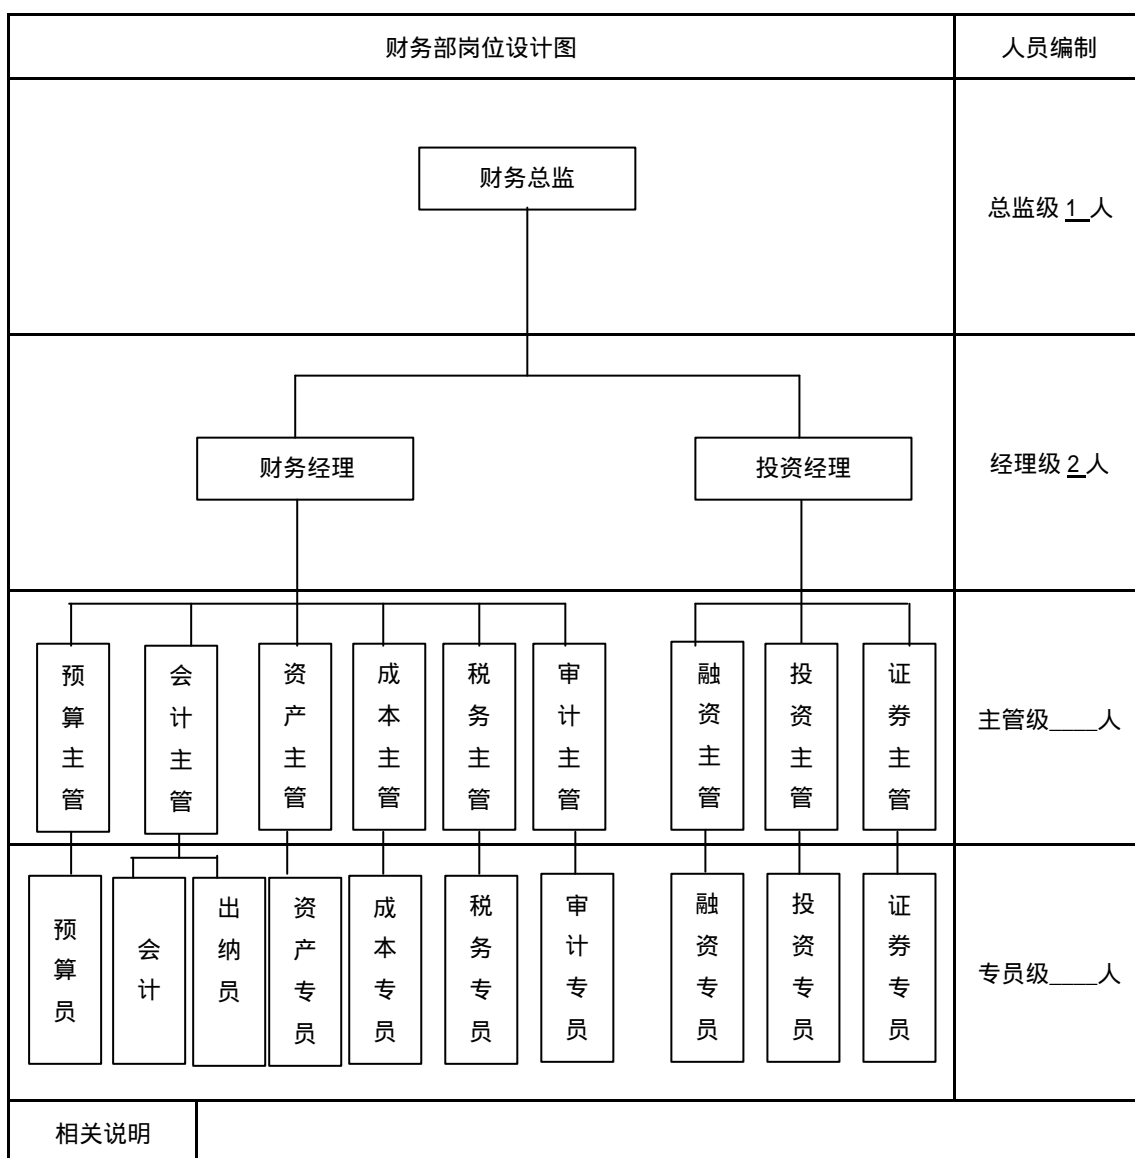 财务部岗位设计图
人员编制
财务总监
总监级 1 人
财务经理
投资经理
经理级 2 人
预算主管
会计主管
资产主管
成本主管
税务主管
审计主管
融资主管
投资主管
证券主管
主管级____人
预算员
会计
出纳员
资产专员
成本专员
税务专员
审计专员
融资专员
投资专员
证券专员
专员级____人
相关说明